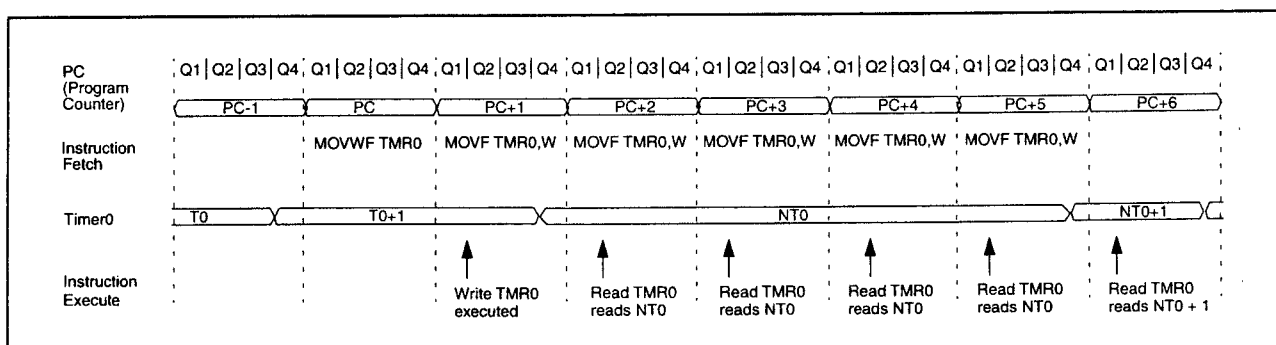 PC
(Program
Counter)
Q1 Q2 Q3 Q4 Q1 Q2 Q3 Q4 Q1 Q2 Q3 Q4 Q1 Q2 Q3 Q4 Q1 Q2 Q3 Q4 Q1 Q2 Q3 Q4 Q1 Q2 Q3 Q4 Q1 Q2 Q3 Q4
PC-1 PC PC+1 PC+2 PC+3 PC+4 PC+5 PC+6
Instruction
Fetch
MOVWF TMR0 MOVF TMR0,W MOVF TMR0,W MOVF TMR0,W MOVF TMR0,W MOVF TMR0,W
Timer0
T0 T0+1 NT0 NT0+1
Instruction
Execute
Write TMR0
executed
Read TMR0
reads NT0
Read TMR0
reads NT0
Read TMR0
reads NT0
Read TMR0
reads NT0
Read TMR0
reads NT0 + 1